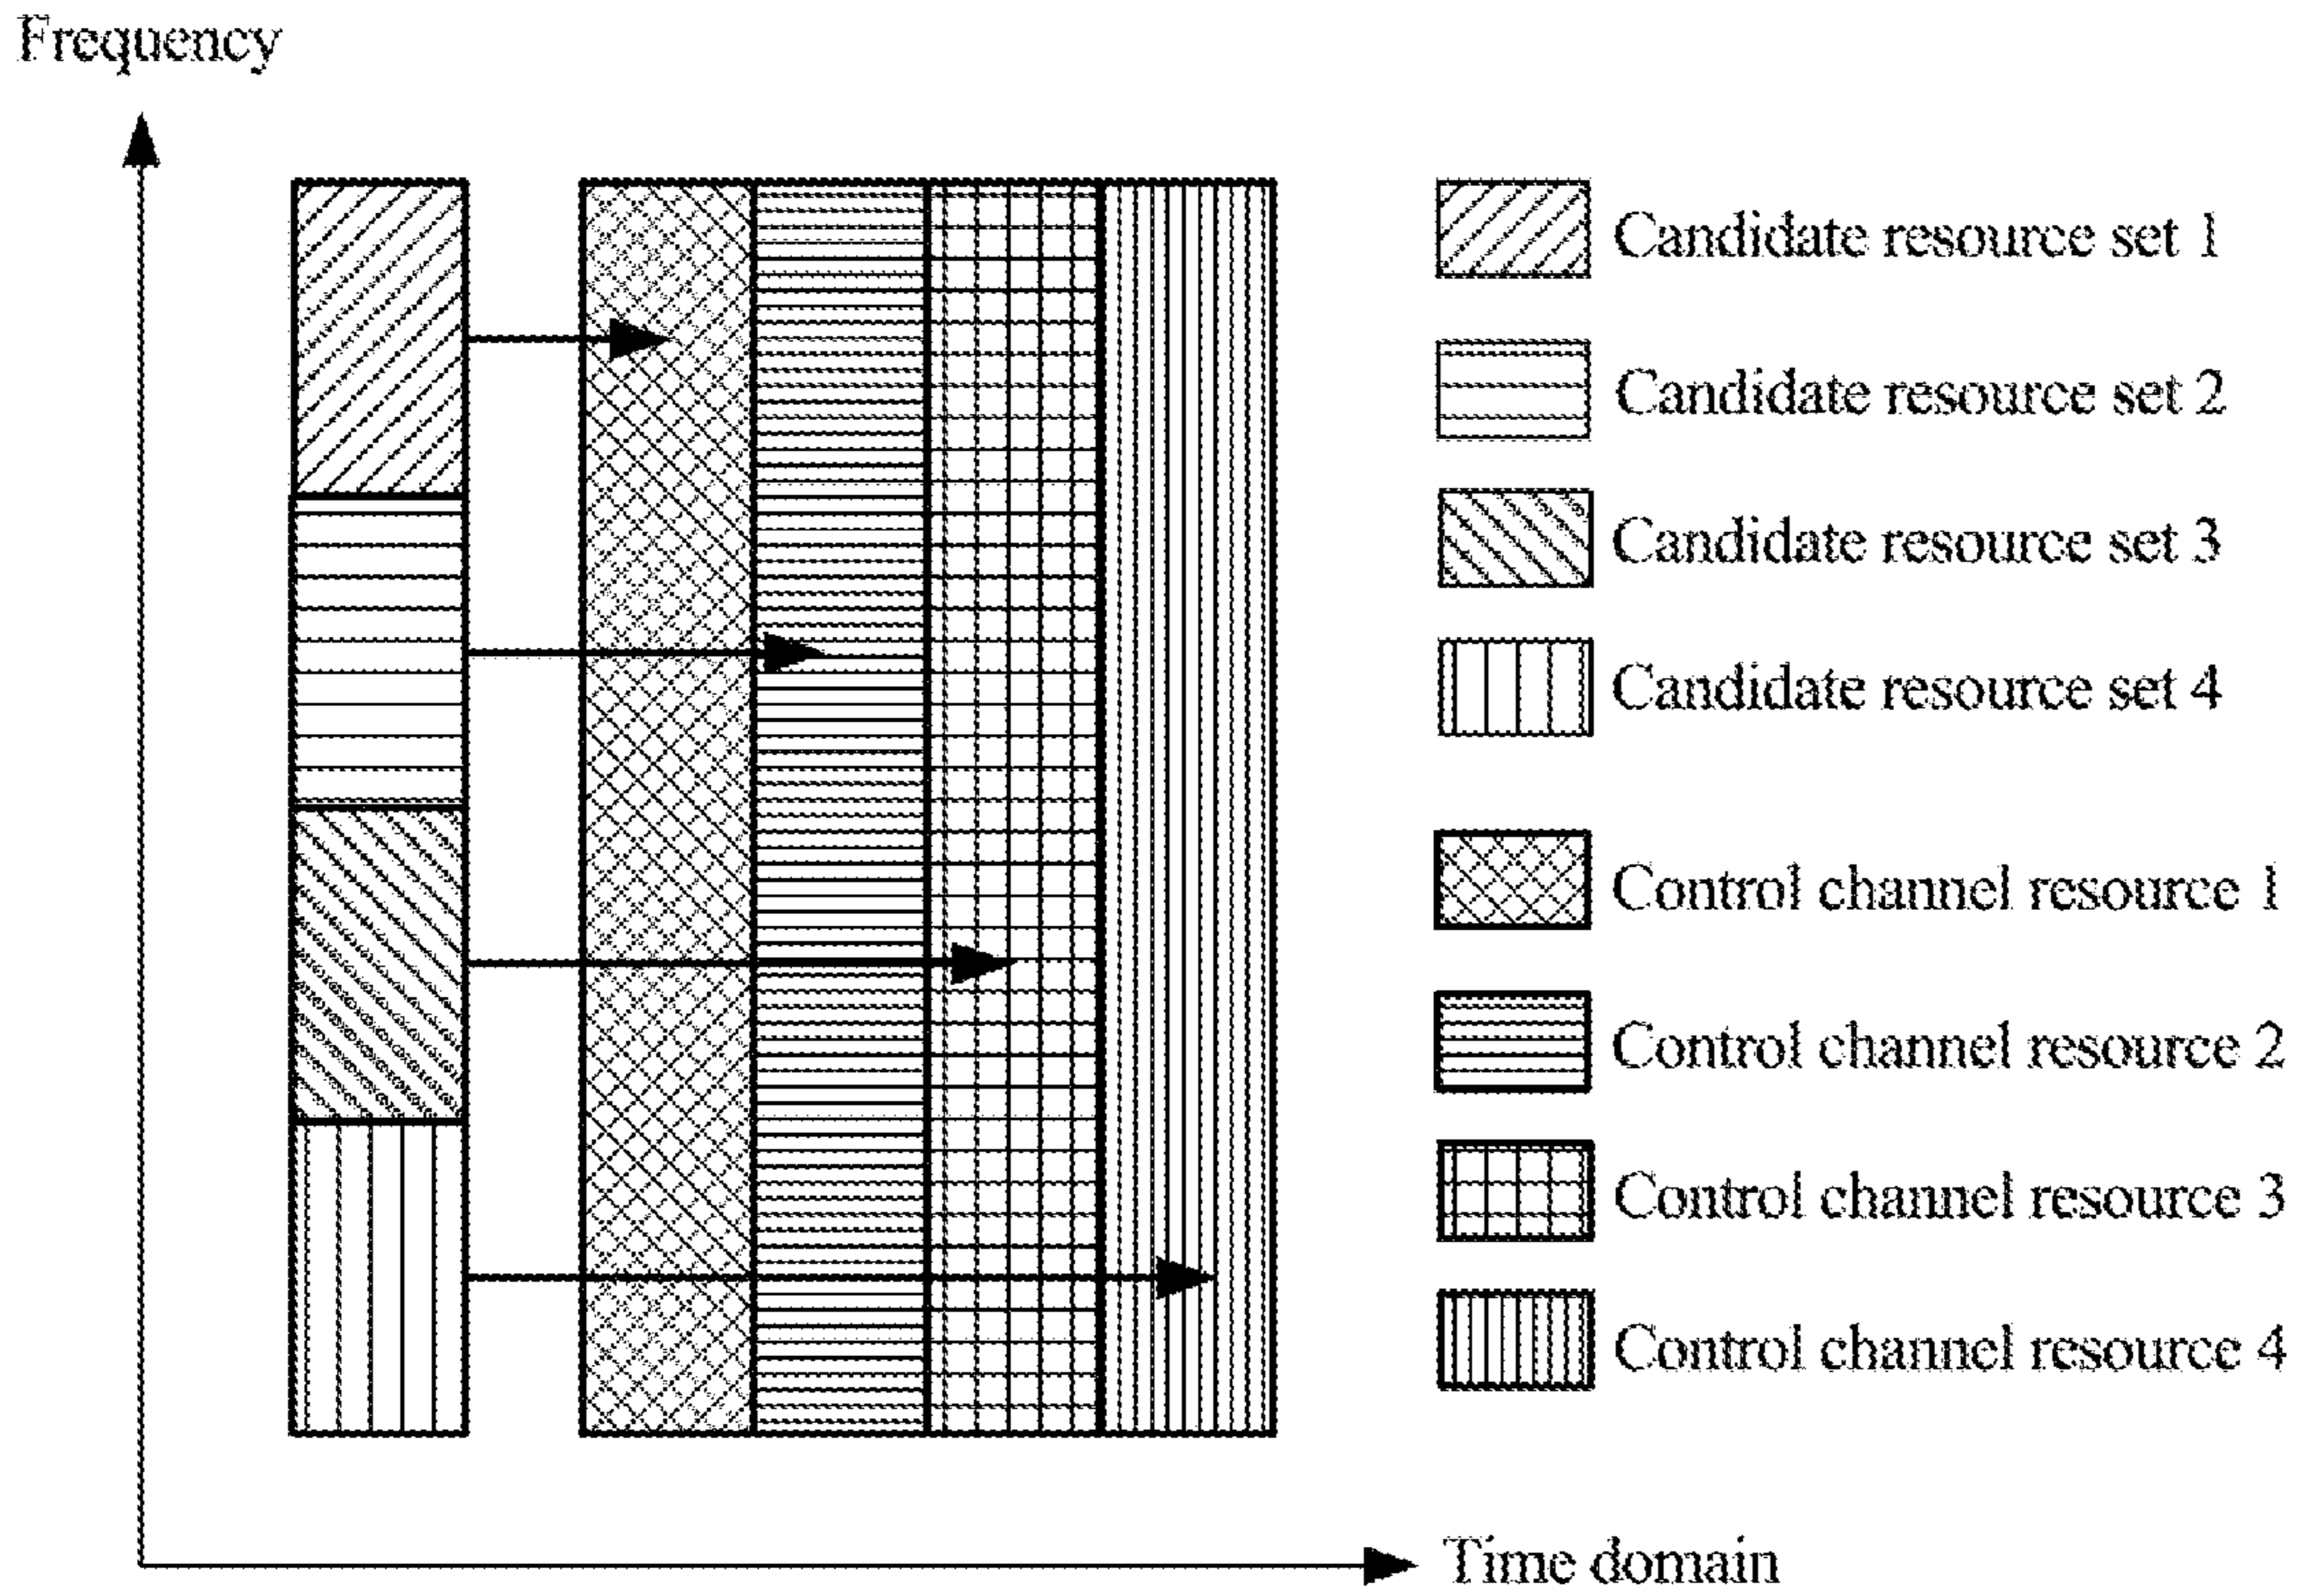 Frequency
Candidate resource set 1
Candidate resource set 2
Candidate resource set 3
Candidate resource set 4
Control channel resource 1
Control channel resource 2
Control channel resource 3
Control channel resource 4
Time domain